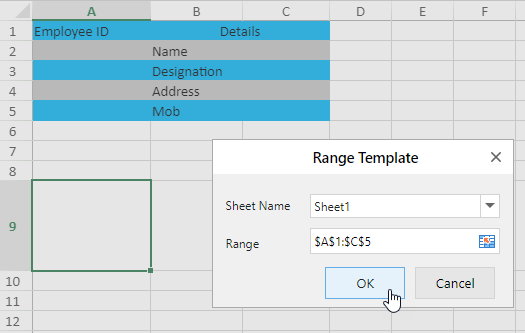 A B C D E F
1 Employee ID Details
2 Name
3 Designation
4 Address
5 Mob
6
7
8
Range Template
Sheet Name Sheet1
9
Range $A$1:$C$5
10 OK Cancel
11
12